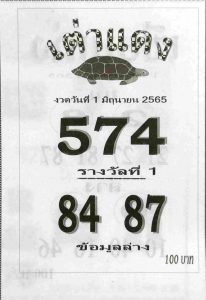 เต่าแดง
งวดวันที่ 1 มิถุนายน 2565
574
รางวัลที่ 1
84 87
ข้อมูลล่าง
100 บาท